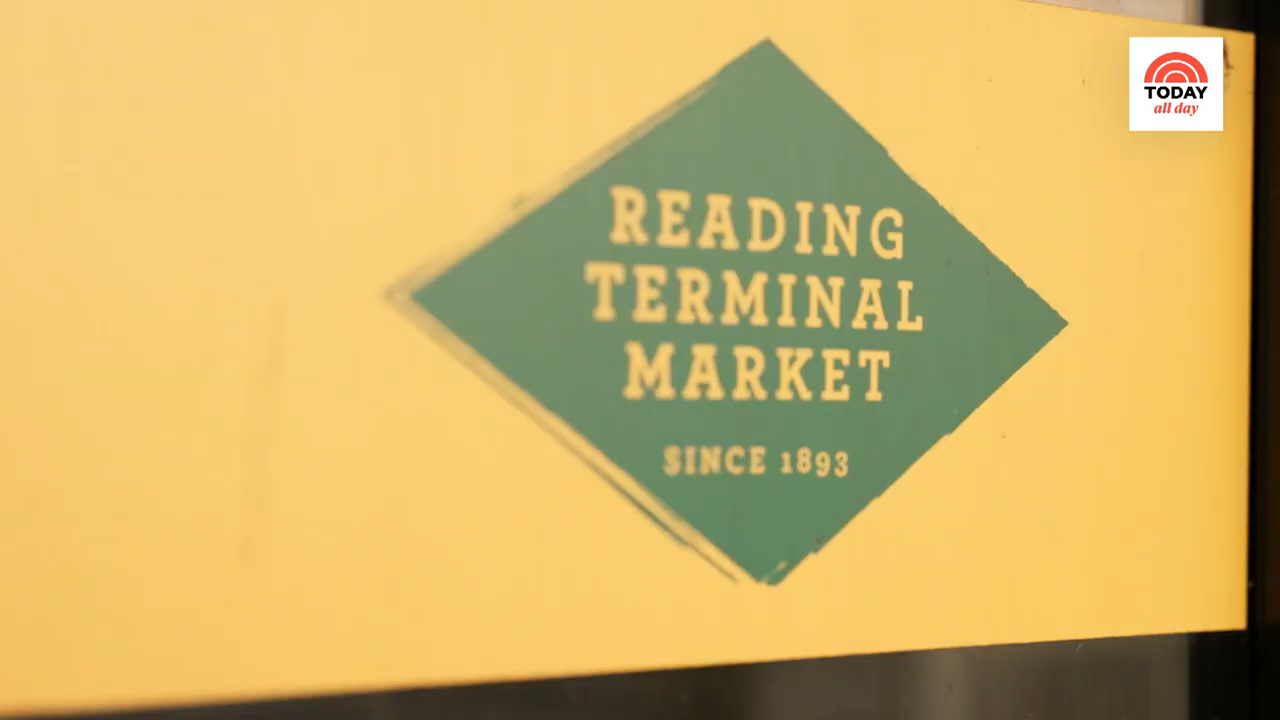 TODAY
all day
READING
TERMINAL
MARKET
SINCE 1893